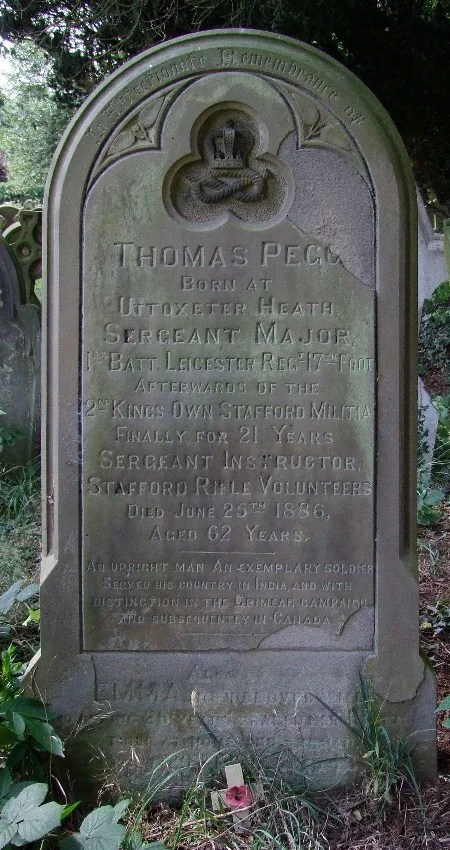 In Affectionate Remembrance of
THOMAS PEGG
BORN AT
UTTOXETER HEATH,
SERGEANT MAJOR,
1ST BATT. LEICESTER REGT. 17TH FOOT
AFTERWARDS OF THE
2ND KINGS OWN STAFFORD MILITIA
FINALLY FOR 21 YEARS
SERGEANT INSTRUCTOR,
STAFFORD RIFLE VOLUNTEERS
DIED JUNE 25TH 1886,
AGED 62 YEARS.
AN UPRIGHT MAN AN EXEMPLARY SOLDIER
SERVED HIS COUNTRY IN INDIA, AND WITH
DISTINCTION IN THE CRIMEAN CAMPAIGN
AND SUBSEQUENTLY IN CANADA
ALSO
EMMA